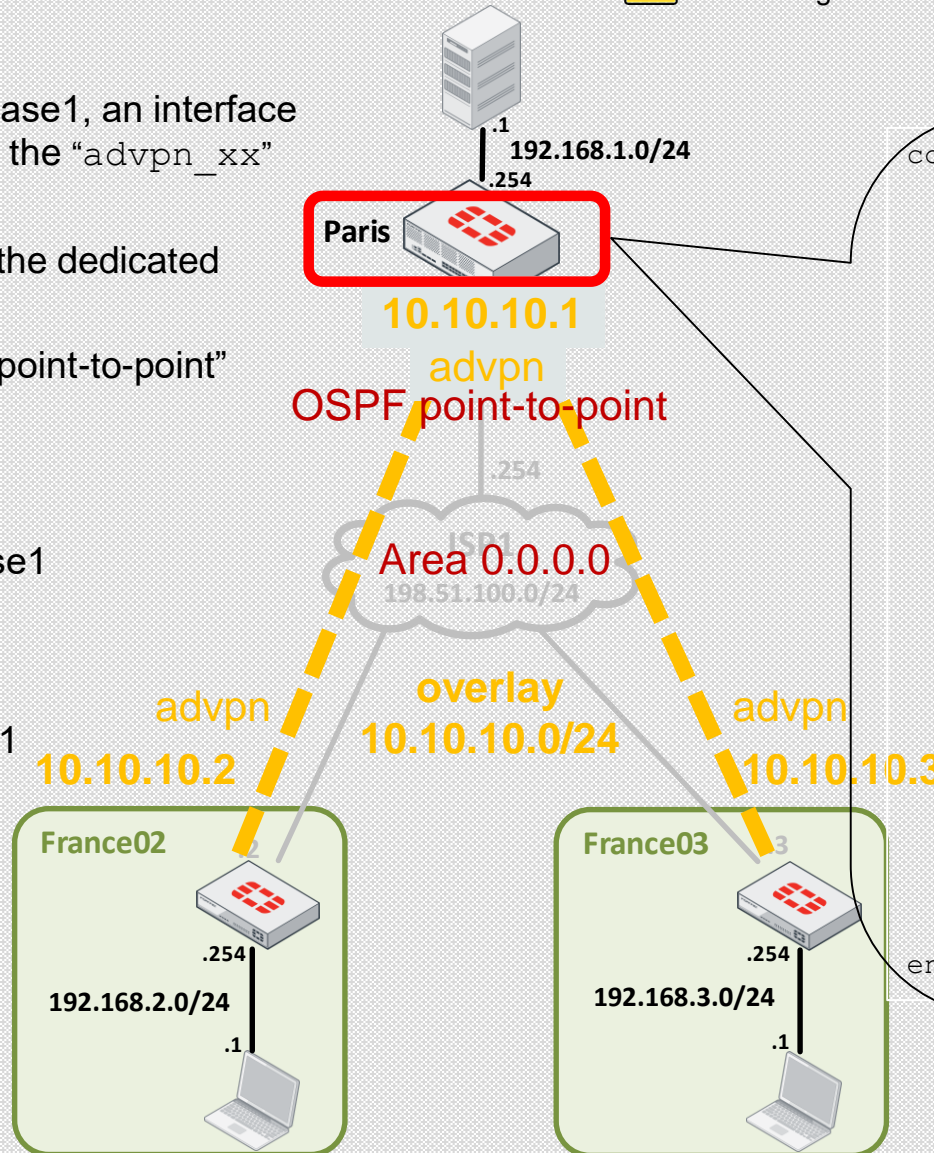 ase1, an interface
the “advpn_xx”
the dedicated
point-to-point”
se1
1
.1
192.168.1.0/24
.254
Paris
10.10.10.1
advpn
OSPF point-to-point
.254
ISP1
Area 0.0.0.0
198.51.100.0/24
advpn
overlay
advpn
10.10.10.2
10.10.10.0/24
10.10.10.3
France02
.2
France03
.3
.254
192.168.2.0/24
.1
.254
192.168.3.0/24
.1
co
en